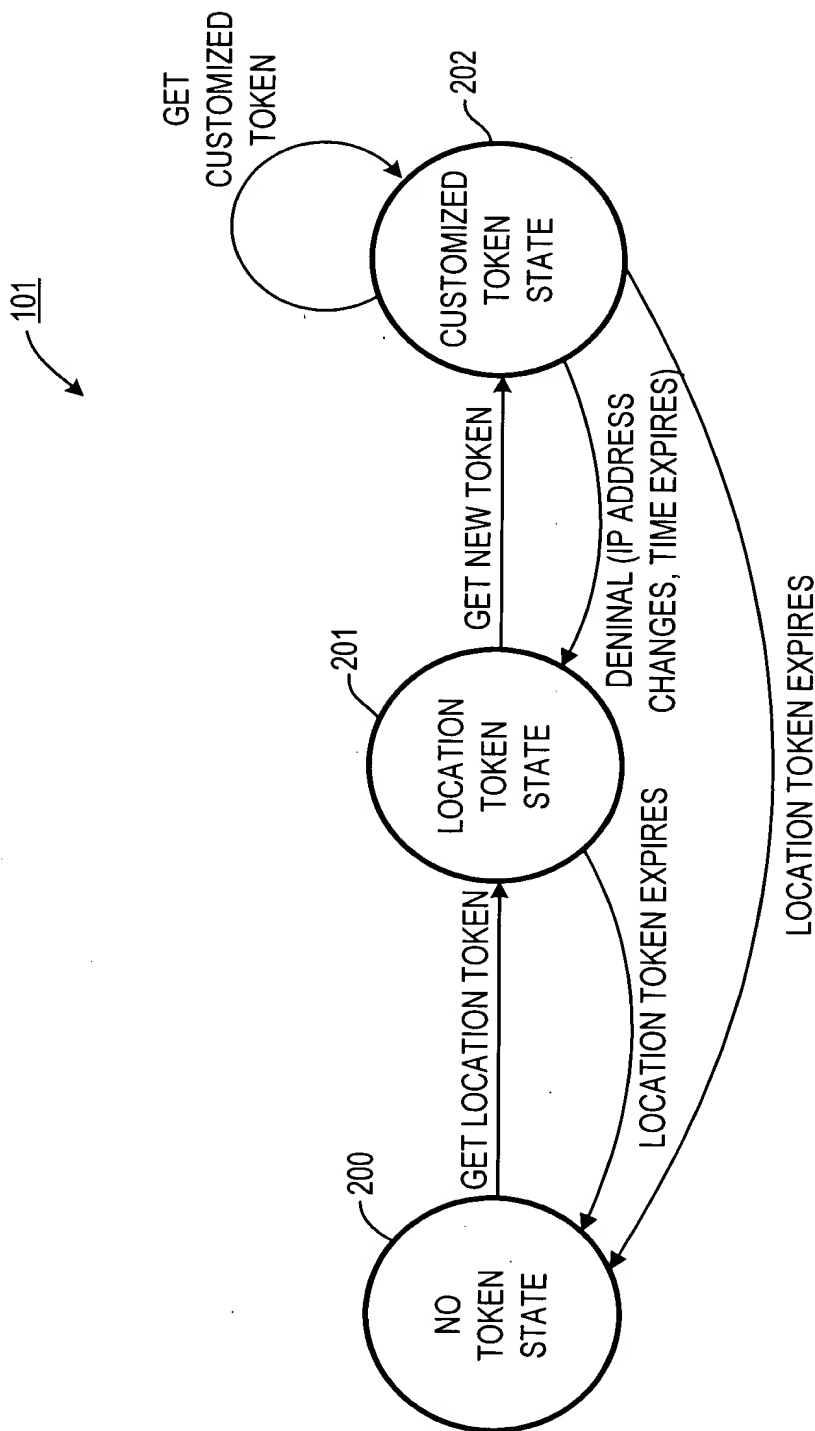 101
GET
CUSTOMIZED
TOKEN
200
NO
TOKEN
STATE
GET LOCATION TOKEN
201
LOCATION
TOKEN
STATE
GET NEW TOKEN
202
CUSTOMIZED
TOKEN
STATE
DENINAL (IP ADDRESS
CHANGES, TIME EXPIRES)
LOCATION TOKEN EXPIRES
LOCATION TOKEN EXPIRES